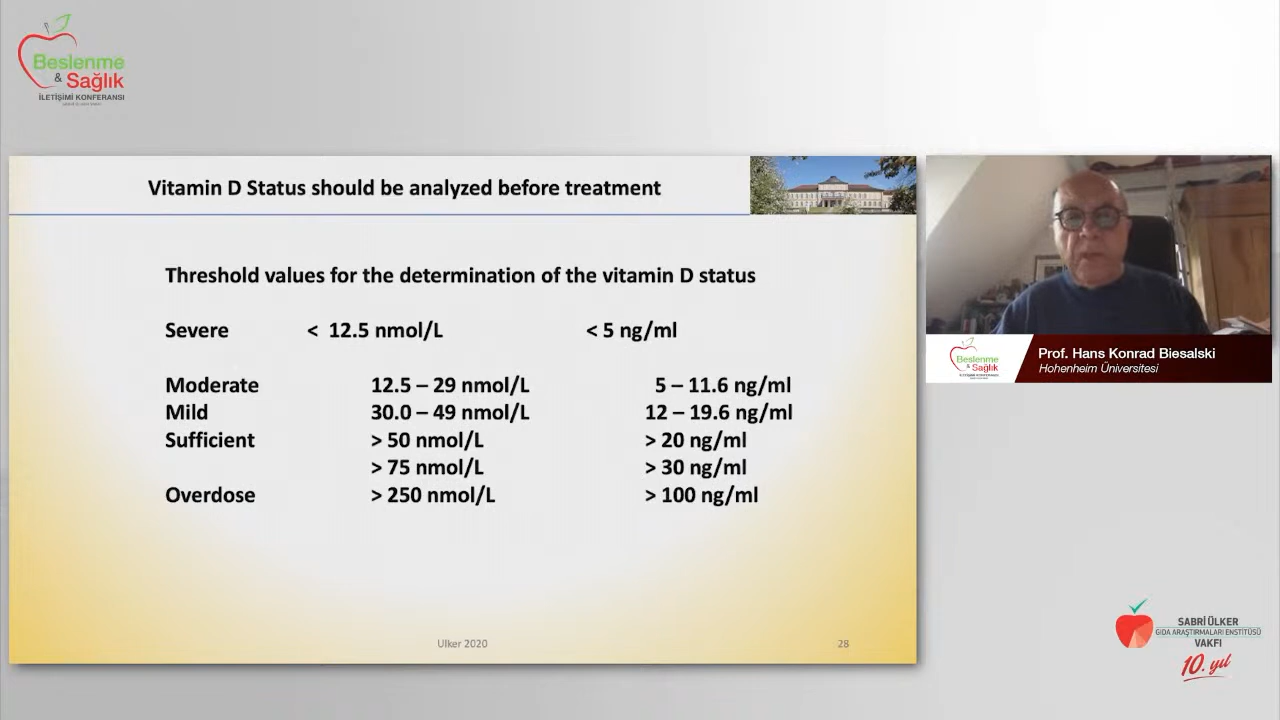 Beslenme
& Sağlık
İLETİŞİMİ KONFERANSI
Vitamin D Status should be analyzed before treatment
Threshold values for the determination of the vitamin D status
Severe < 12.5 nmol/L < 5 ng/ml
Moderate 12.5 – 29 nmol/L 5 – 11.6 ng/ml
Mild 30.0 – 49 nmol/L 12 – 19.6 ng/ml
Sufficient > 50 nmol/L > 20 ng/ml
> 75 nmol/L > 30 ng/ml
Overdose > 250 nmol/L > 100 ng/ml
Ulker 2020 28
Beslenme
& Sağlık
Prof. Hans Konrad Biesalski
Hohenheim Üniversitesi
SABRİ ÜLKER
GIDA ARAŞTIRMALARI ENSTİTÜSÜ
VAKFI
10. yıl